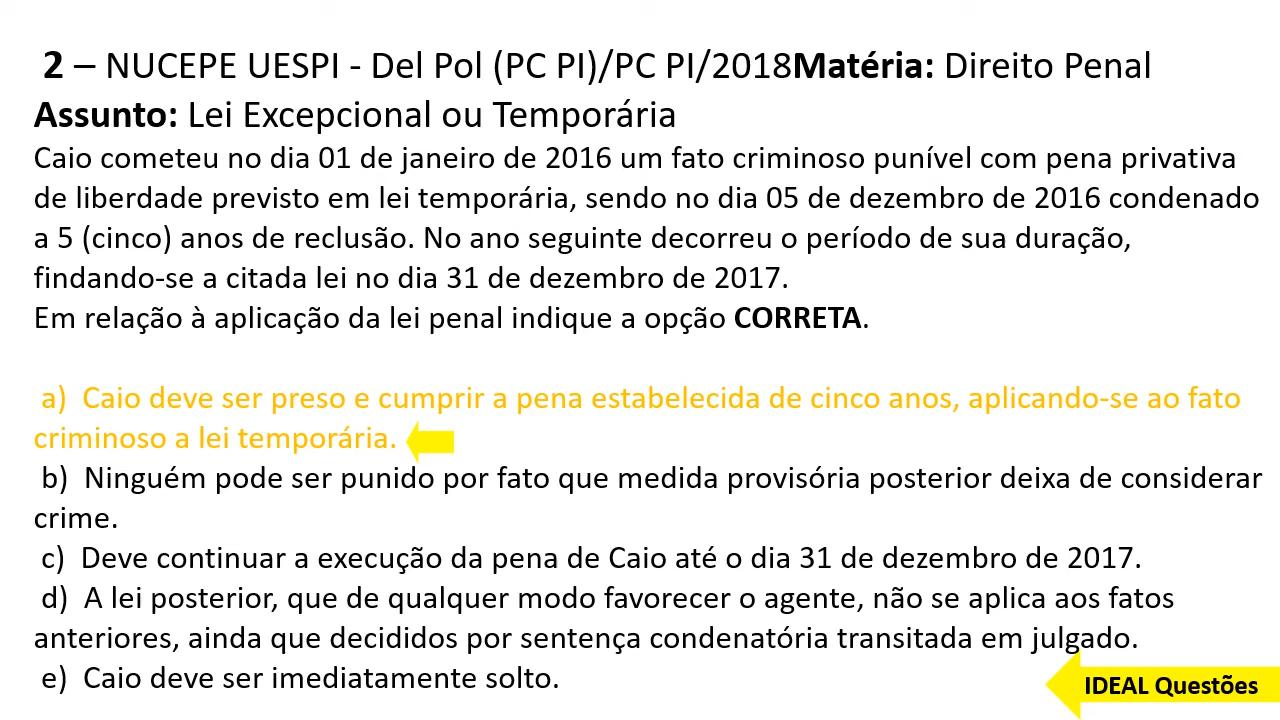 2 – NUCEPE UESPI - Del Pol (PC PI)/PC PI/2018Matéria: Direito Penal
Assunto: Lei Excepcional ou Temporária
Caio cometeu no dia 01 de janeiro de 2016 um fato criminoso punível com pena privativa
de liberdade previsto em lei temporária, sendo no dia 05 de dezembro de 2016 condenado
a 5 (cinco) anos de reclusão. No ano seguinte decorreu o período de sua duração,
findando-se a citada lei no dia 31 de dezembro de 2017.
Em relação à aplicação da lei penal indique a opção CORRETA.
a) Caio deve ser preso e cumprir a pena estabelecida de cinco anos, aplicando-se ao fato
criminoso a lei temporária.
b) Ninguém pode ser punido por fato que medida provisória posterior deixa de considerar
crime.
c) Deve continuar a execução da pena de Caio até o dia 31 de dezembro de 2017.
d) A lei posterior, que de qualquer modo favorecer o agente, não se aplica aos fatos
anteriores, ainda que decididos por sentença condenatória transitada em julgado.
e) Caio deve ser imediatamente solto.
IDEAL Questões